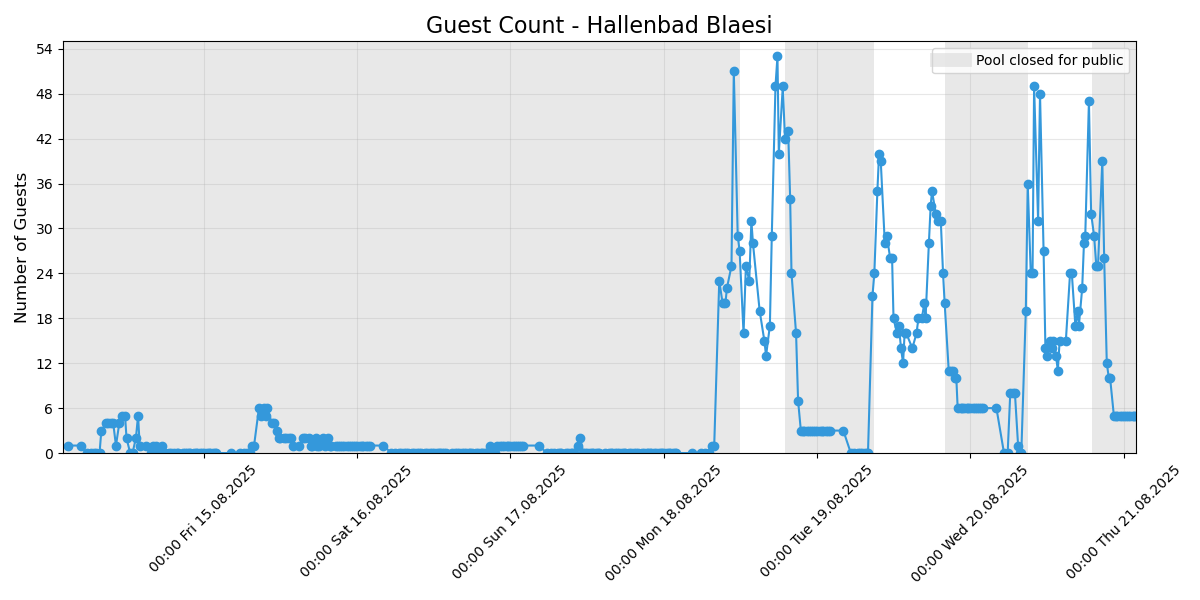 Guest Count - Hallenbad Blaesi
Pool closed for public
Number of Guests
54
48
42
36
30
24
18
12
6
0
00:00 Fri 15.08.2025
00:00 Sat 16.08.2025
00:00 Sun 17.08.2025
00:00 Mon 18.08.2025
00:00 Tue 19.08.2025
00:00 Wed 20.08.2025
00:00 Thu 21.08.2025